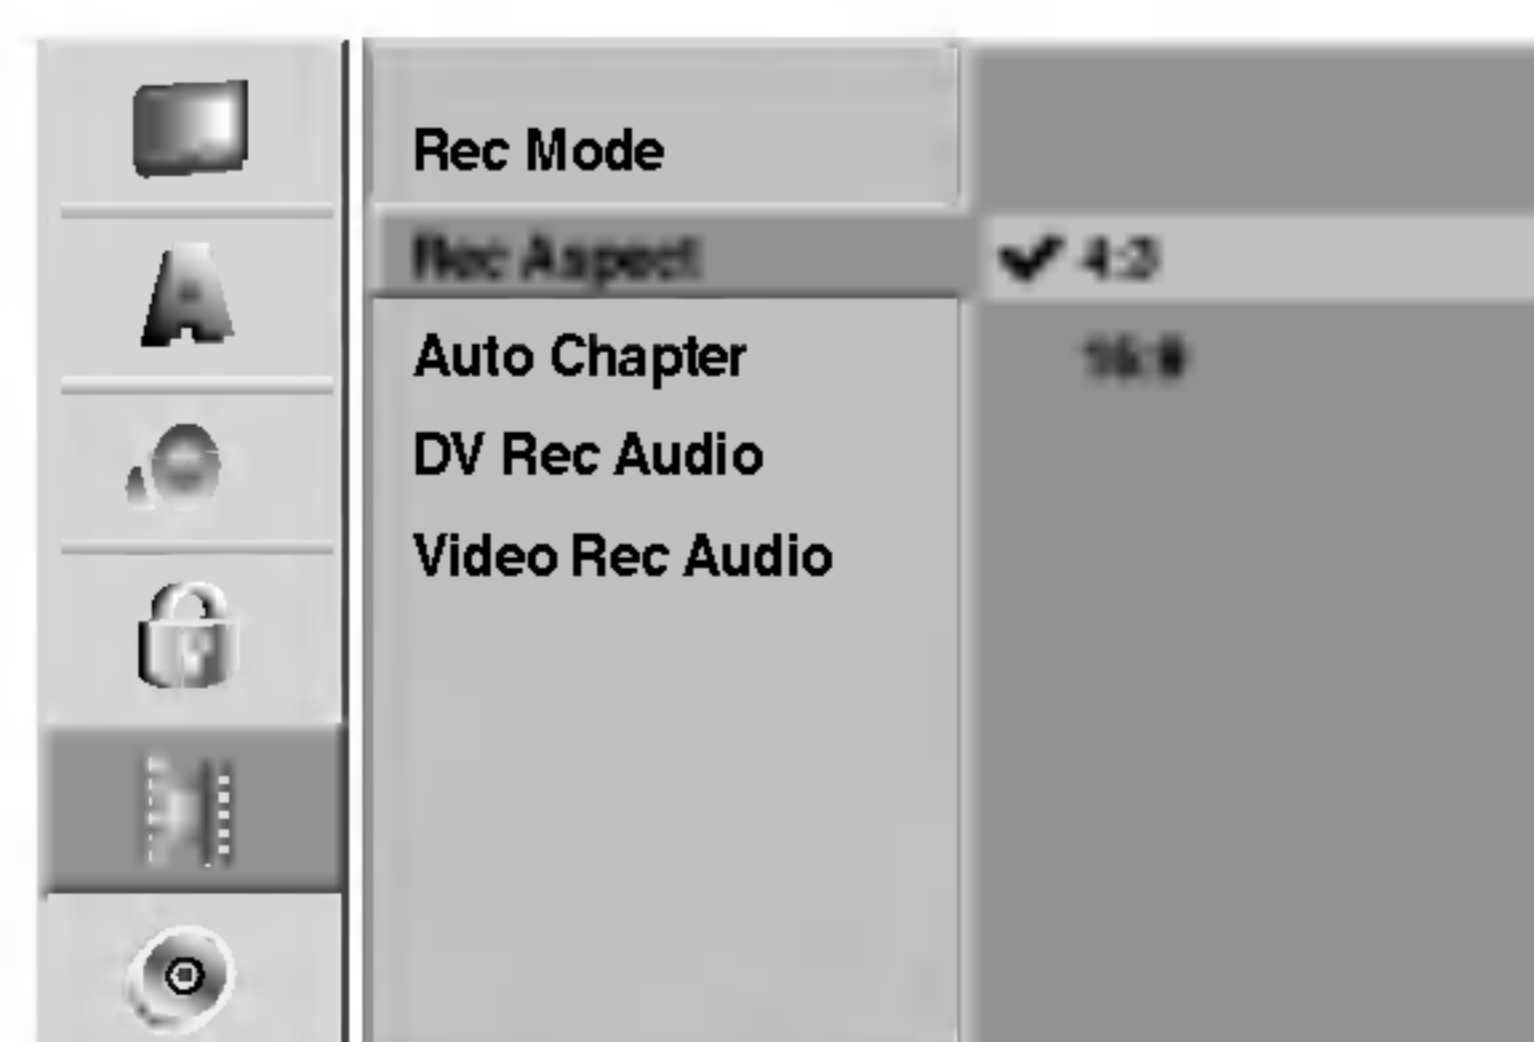 Rec Mode
Rec Aspect
4:3
Auto Chapter
16:9
DV Rec Audio
Video Rec Audio